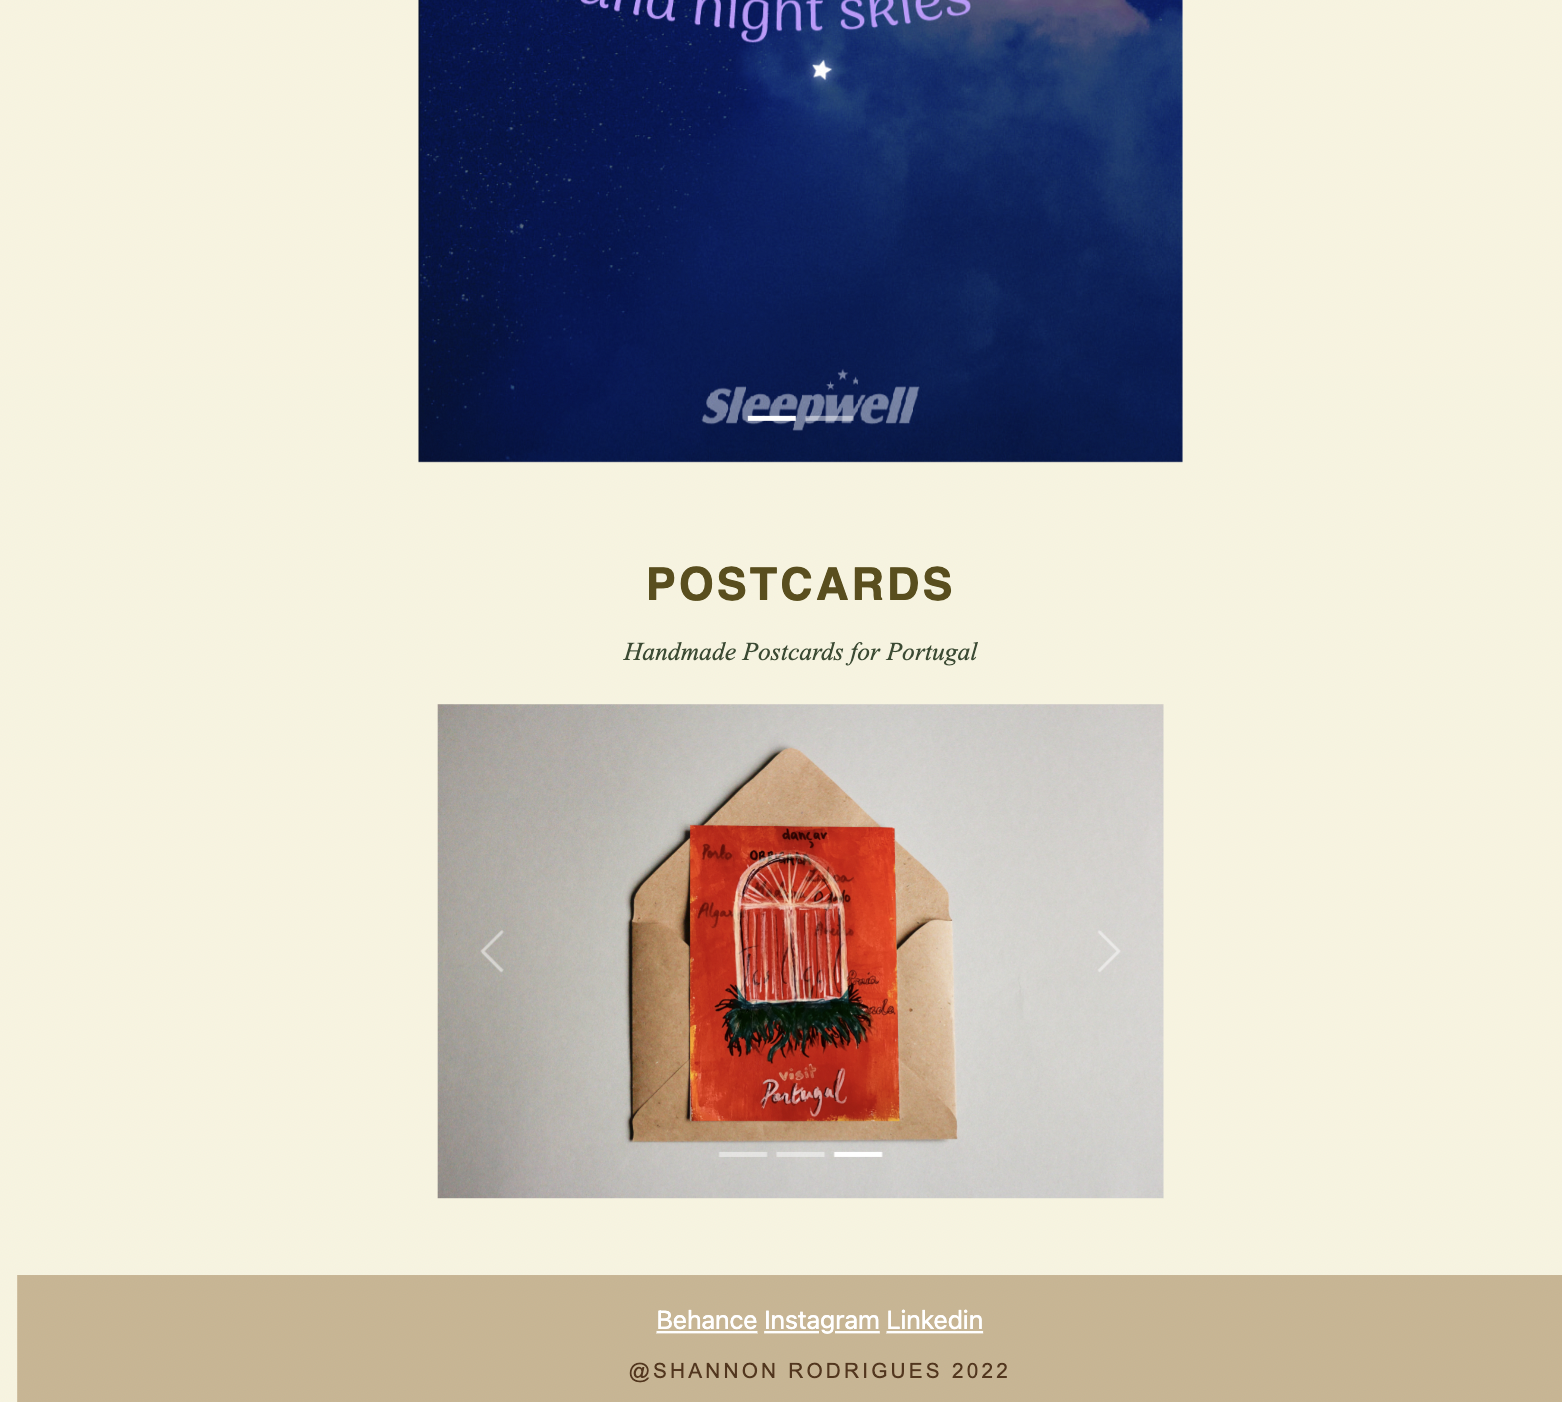 and night skies
Sleepwell
POSTCARDS
Handmade Postcards for Portugal
dançar
Porto
Lisboa
Algar
visit
Portugal
Behance Instagram Linkedin
@SHANNON RODRIGUES 2022